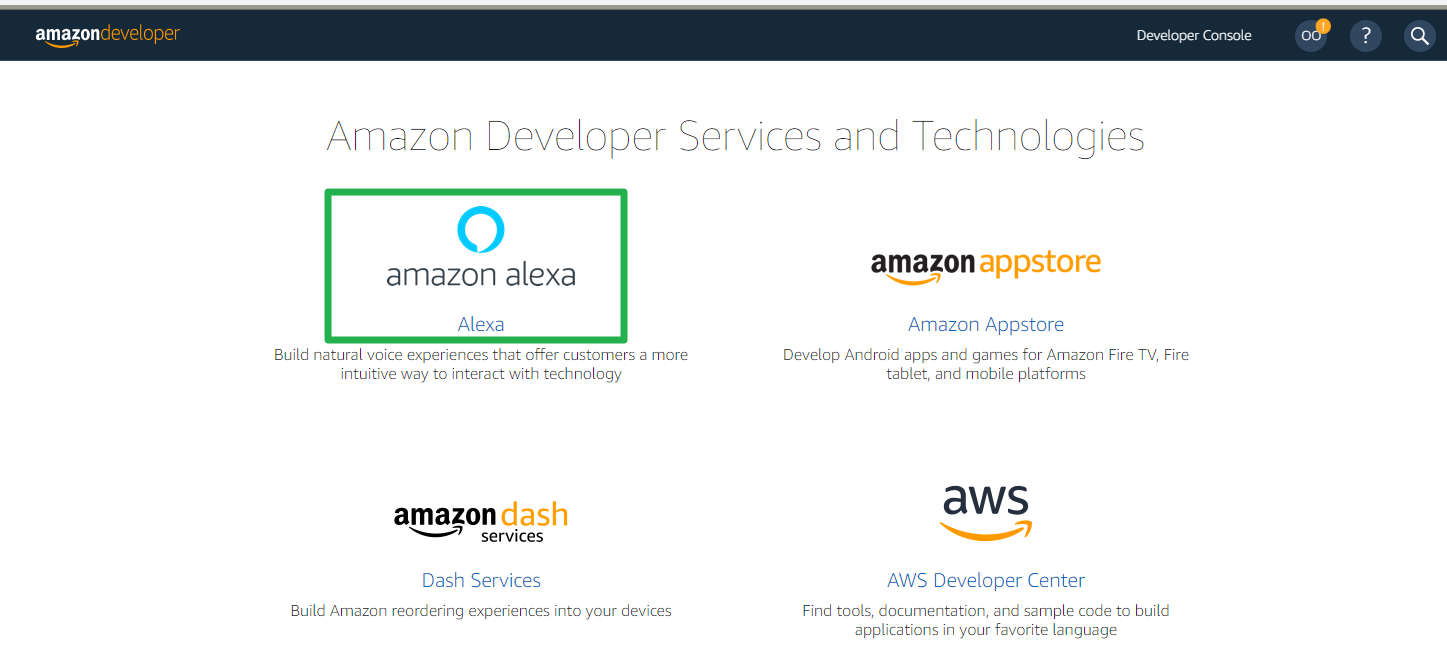 amazondeveloper
Developer Console
OO
!
?
Amazon Developer Services and Technologies
amazon alexa
Alexa
Build natural voice experiences that offer customers a more
intuitive way to interact with technology
amazon appstore
Amazon Appstore
Develop Android apps and games for Amazon Fire TV, Fire
tablet, and mobile platforms
amazon dash
services
Dash Services
Build Amazon reordering experiences into your devices
aws
AWS Developer Center
Find tools, documentation, and sample code to build
applications in your favorite language